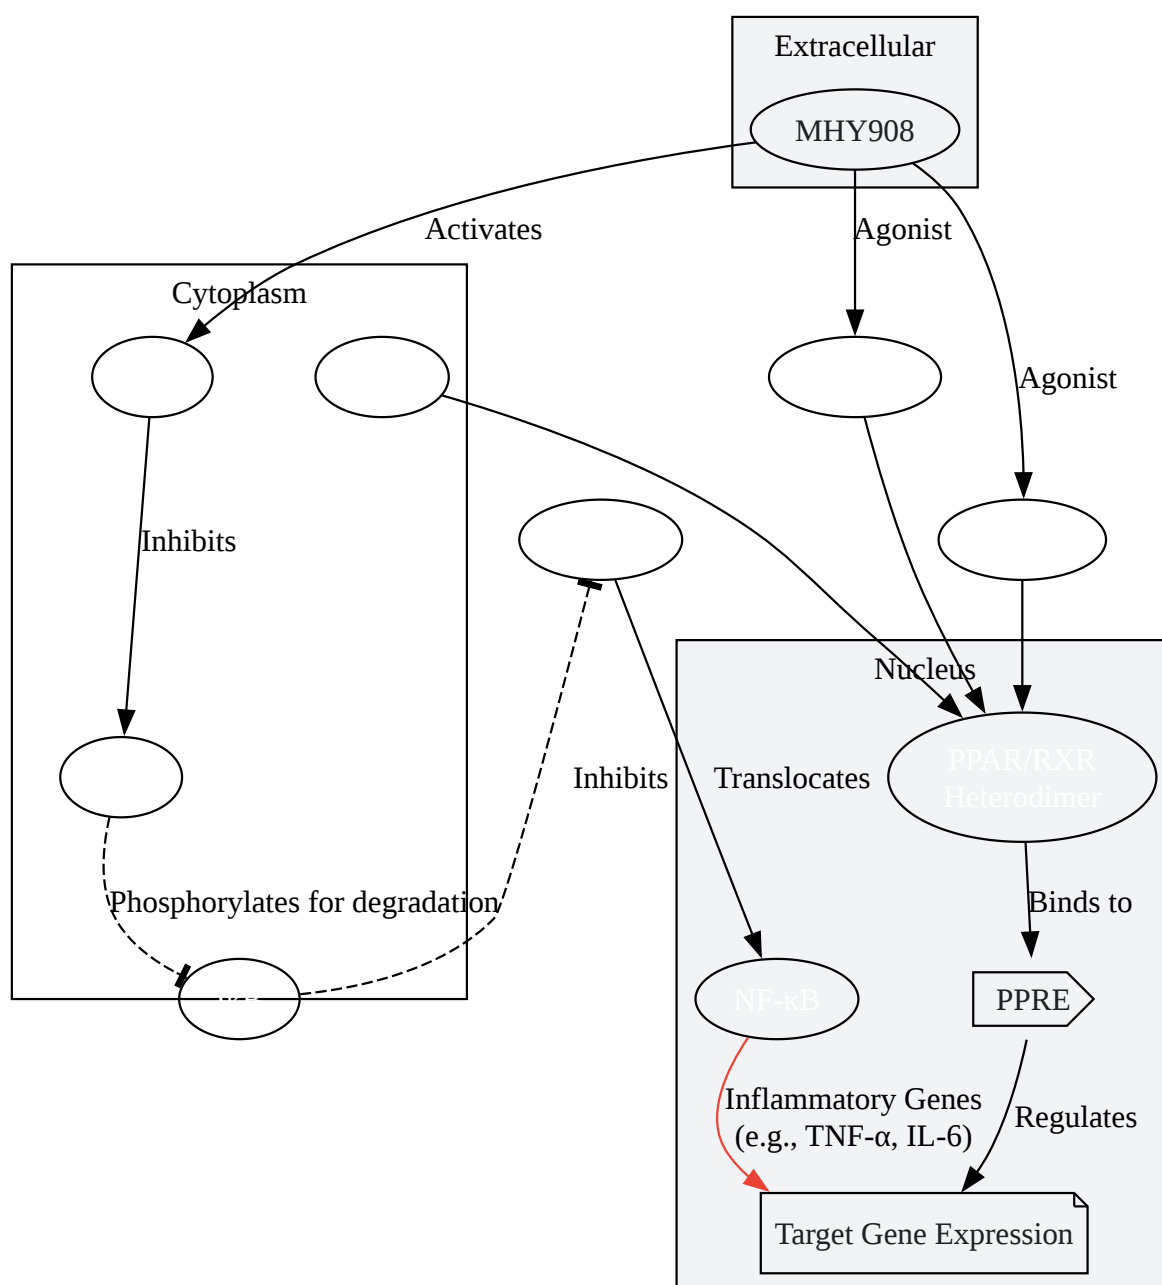 Extracellular
MHY908
Activates
Agonist
Cytoplasm
Agonist
Inhibits
Nucleus
PPAR/RXR
Heterodimer
Inhibits
Translocates
Phosphorylates for degradation
Binds to
NF-κB
PPRE
Inflammatory Genes
(e.g., TNF-α, IL-6)
Regulates
Target Gene Expression